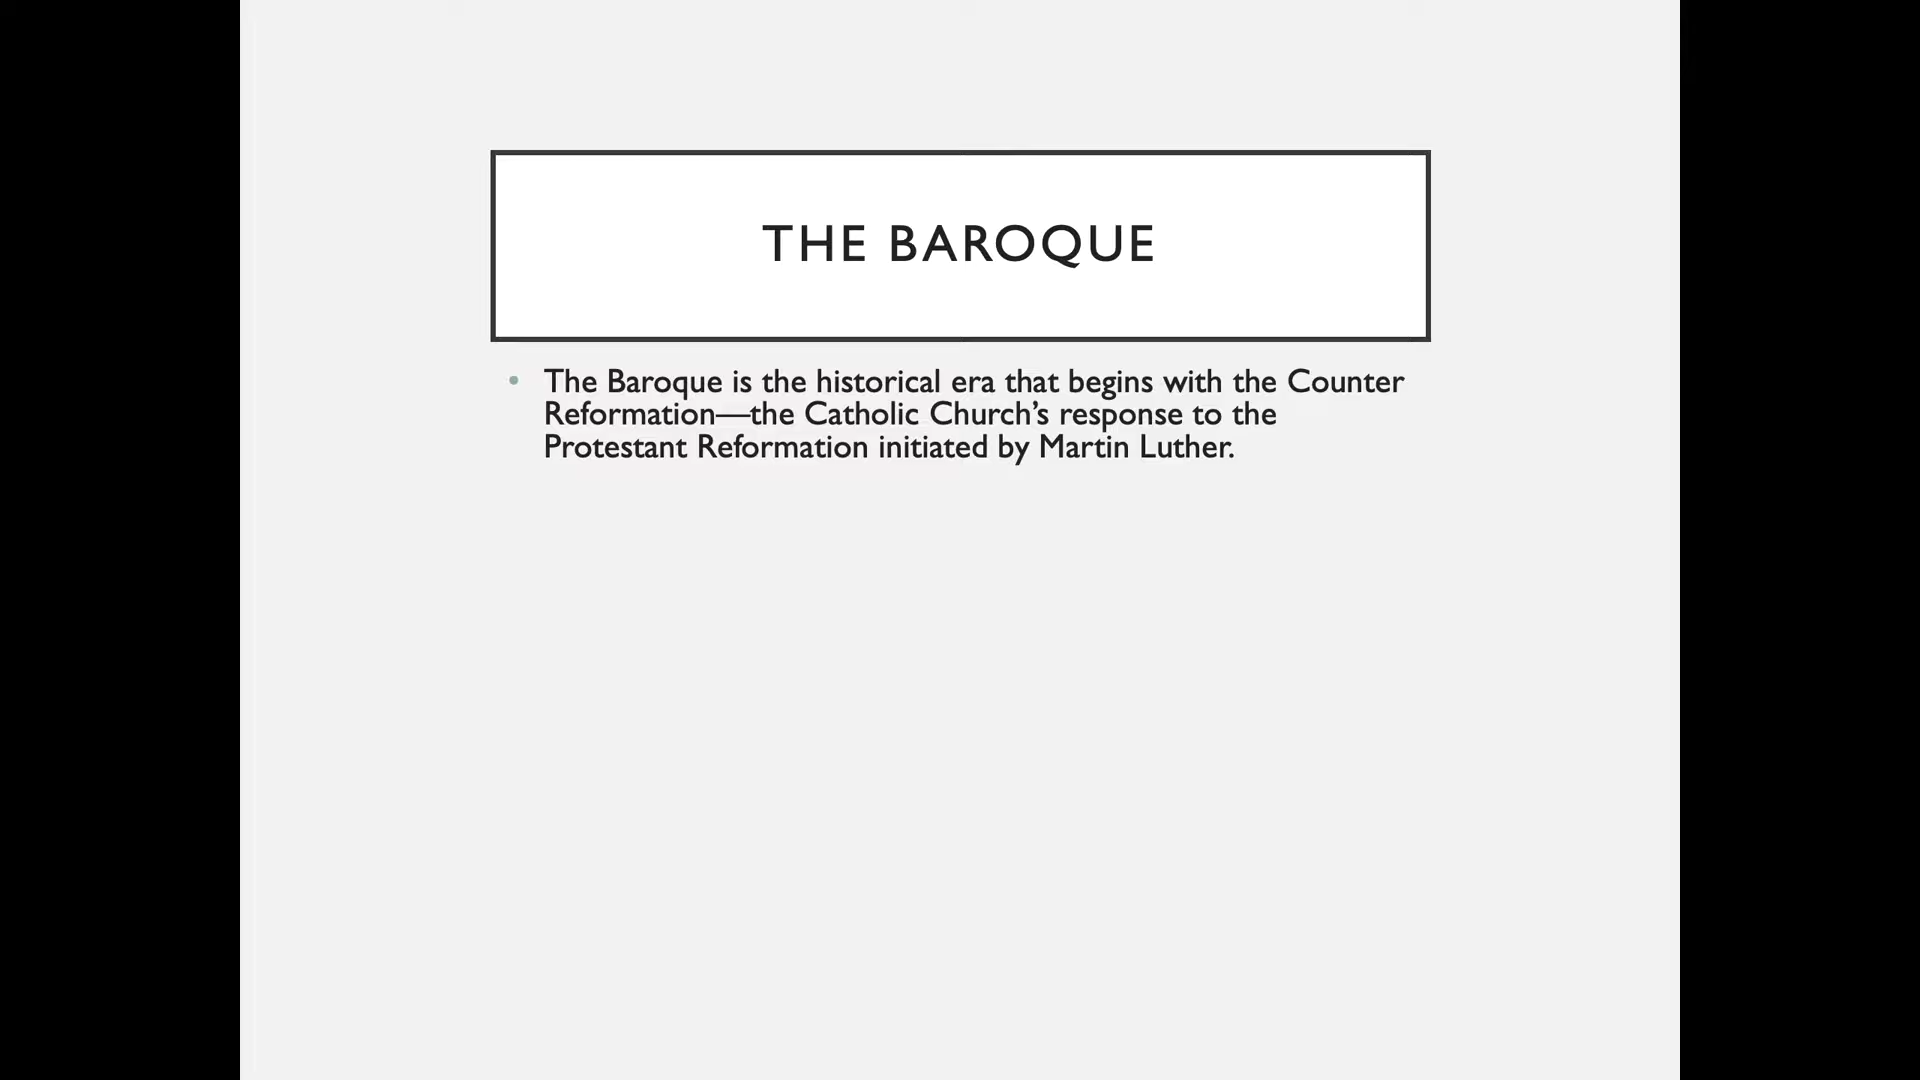 THE BAROQUE
• The Baroque is the historical era that begins with the Counter
Reformation—the Catholic Church’s response to the
Protestant Reformation initiated by Martin Luther.